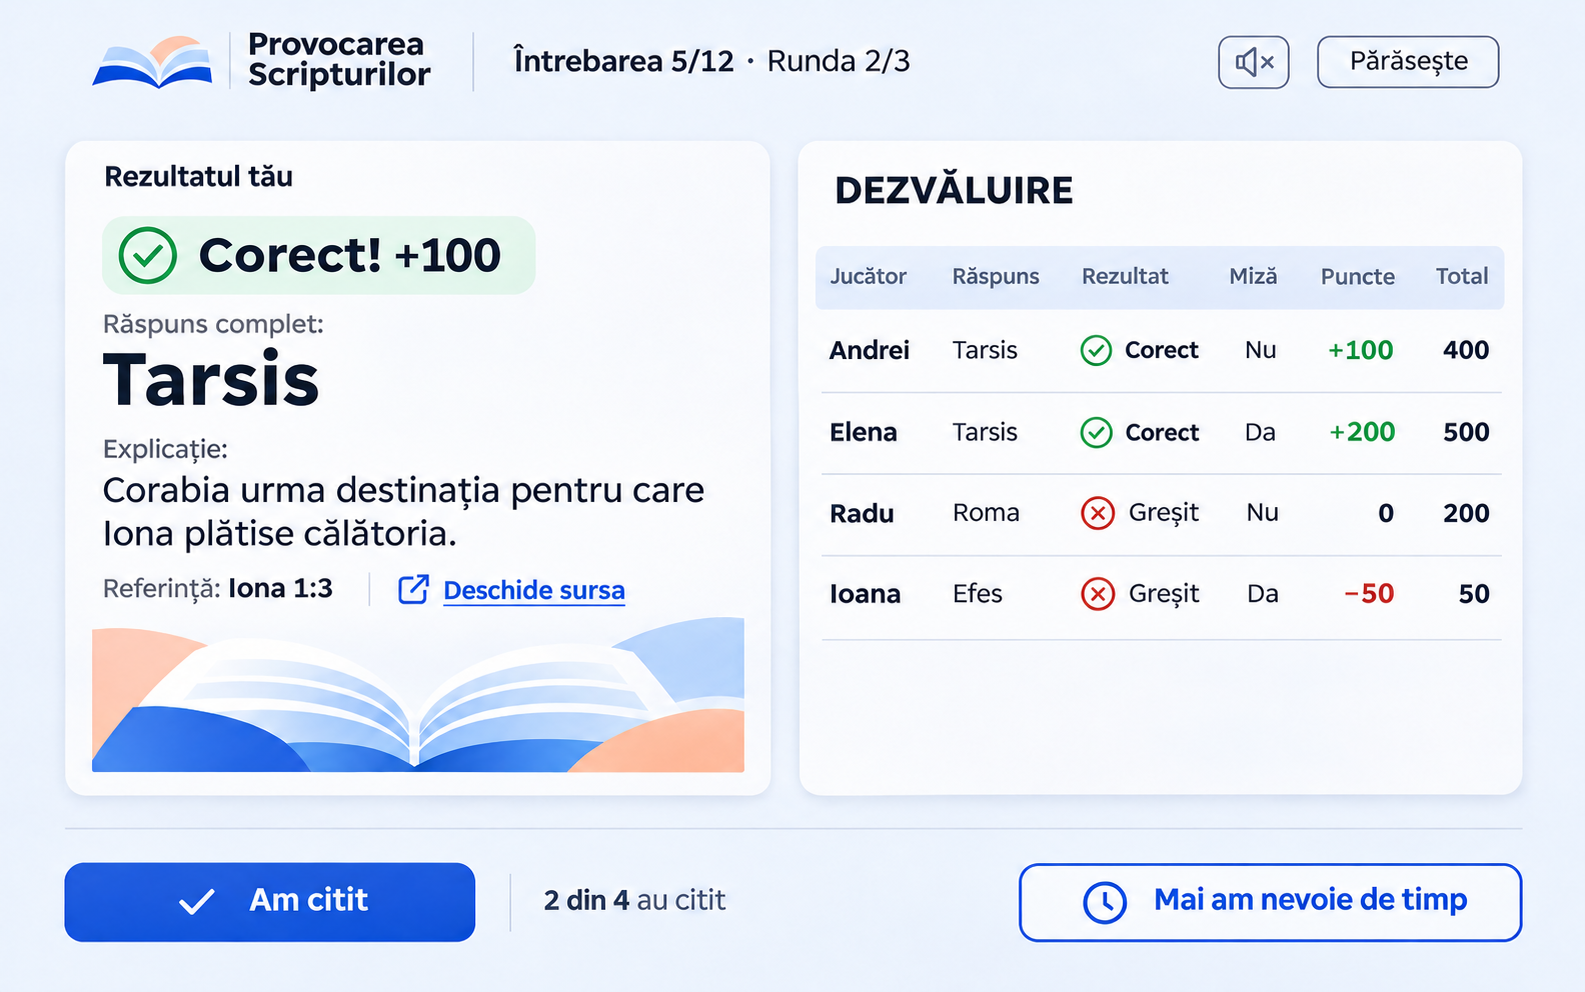 Provocarea
Scripturilor
Întrebarea 5/12 · Runda 2/3
Părăsește
Rezultatul tău
Corect! +100
Răspuns complet:
Tarsis
Explicație:
Corabia urma destinația pentru care
Iona plătise călătoria.
Referință: Iona 1:3
Deschide sursa
DEZVĂLUIRE
Jucător Răspuns Rezultat Miză Puncte Total
Andrei Tarsis Corect Nu +100 400
Elena Tarsis Corect Da +200 500
Radu Roma Greșit Nu 0 200
Ioana Efes Greșit Da −50 50
Am citit
2 din 4 au citit
Mai am nevoie de timp